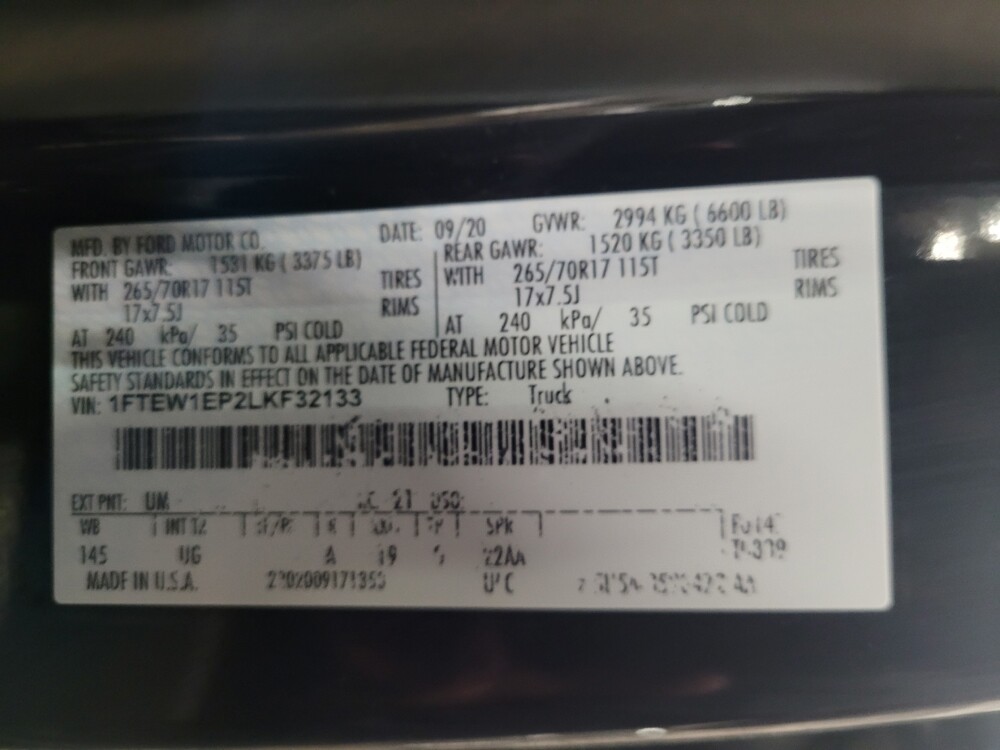 MFD. BY FORD MOTOR CO. DATE: 09/20 GVWR: 2994 KG ( 6600 LB)
FRONT GAWR: 1531 KG ( 3375 LB)
WITH 265/70R17 115T TIRES
17x7.5J RIMS
AT 240 kPa/ 35 PSI COLD
REAR GAWR: 1520 KG ( 3350 LB)
WITH 265/70R17 115T TIRES
17x7.5J RIMS
AT 240 kPa/ 35 PSI COLD
THIS VEHICLE CONFORMS TO ALL APPLICABLE FEDERAL MOTOR VEHICLE
SAFETY STANDARDS IN EFFECT ON THE DATE OF MANUFACTURE SHOWN ABOVE.
VIN: 1FTEW1EP2LKF32133 TYPE: Truck
EXT PNT: UM
WB INT TR
145 UG A 19
MADE IN U.S.A.